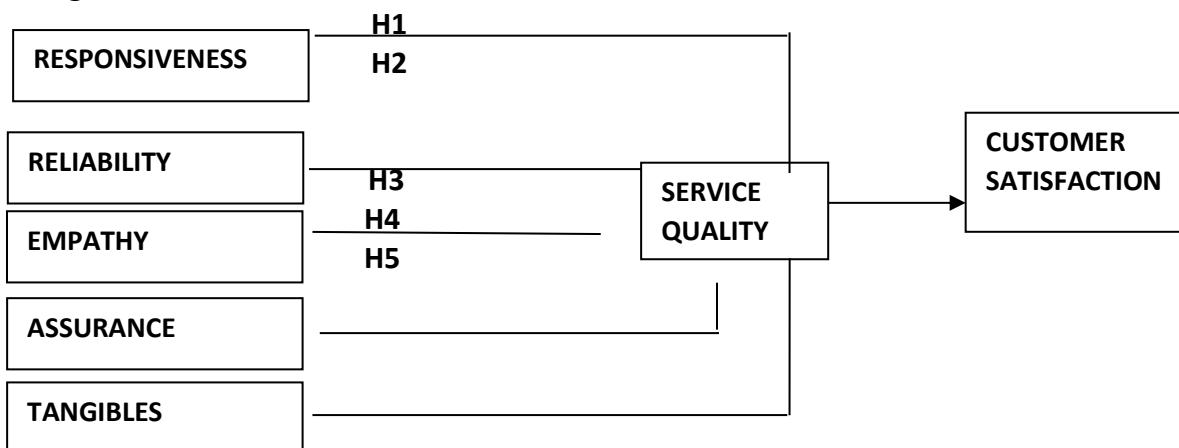 H1
RESPONSIVENESS
H2
RELIABILITY
H3
EMPATHY
H4
H5
ASSURANCE
TANGIBLES
SERVICE
QUALITY
CUSTOMER
SATISFACTION